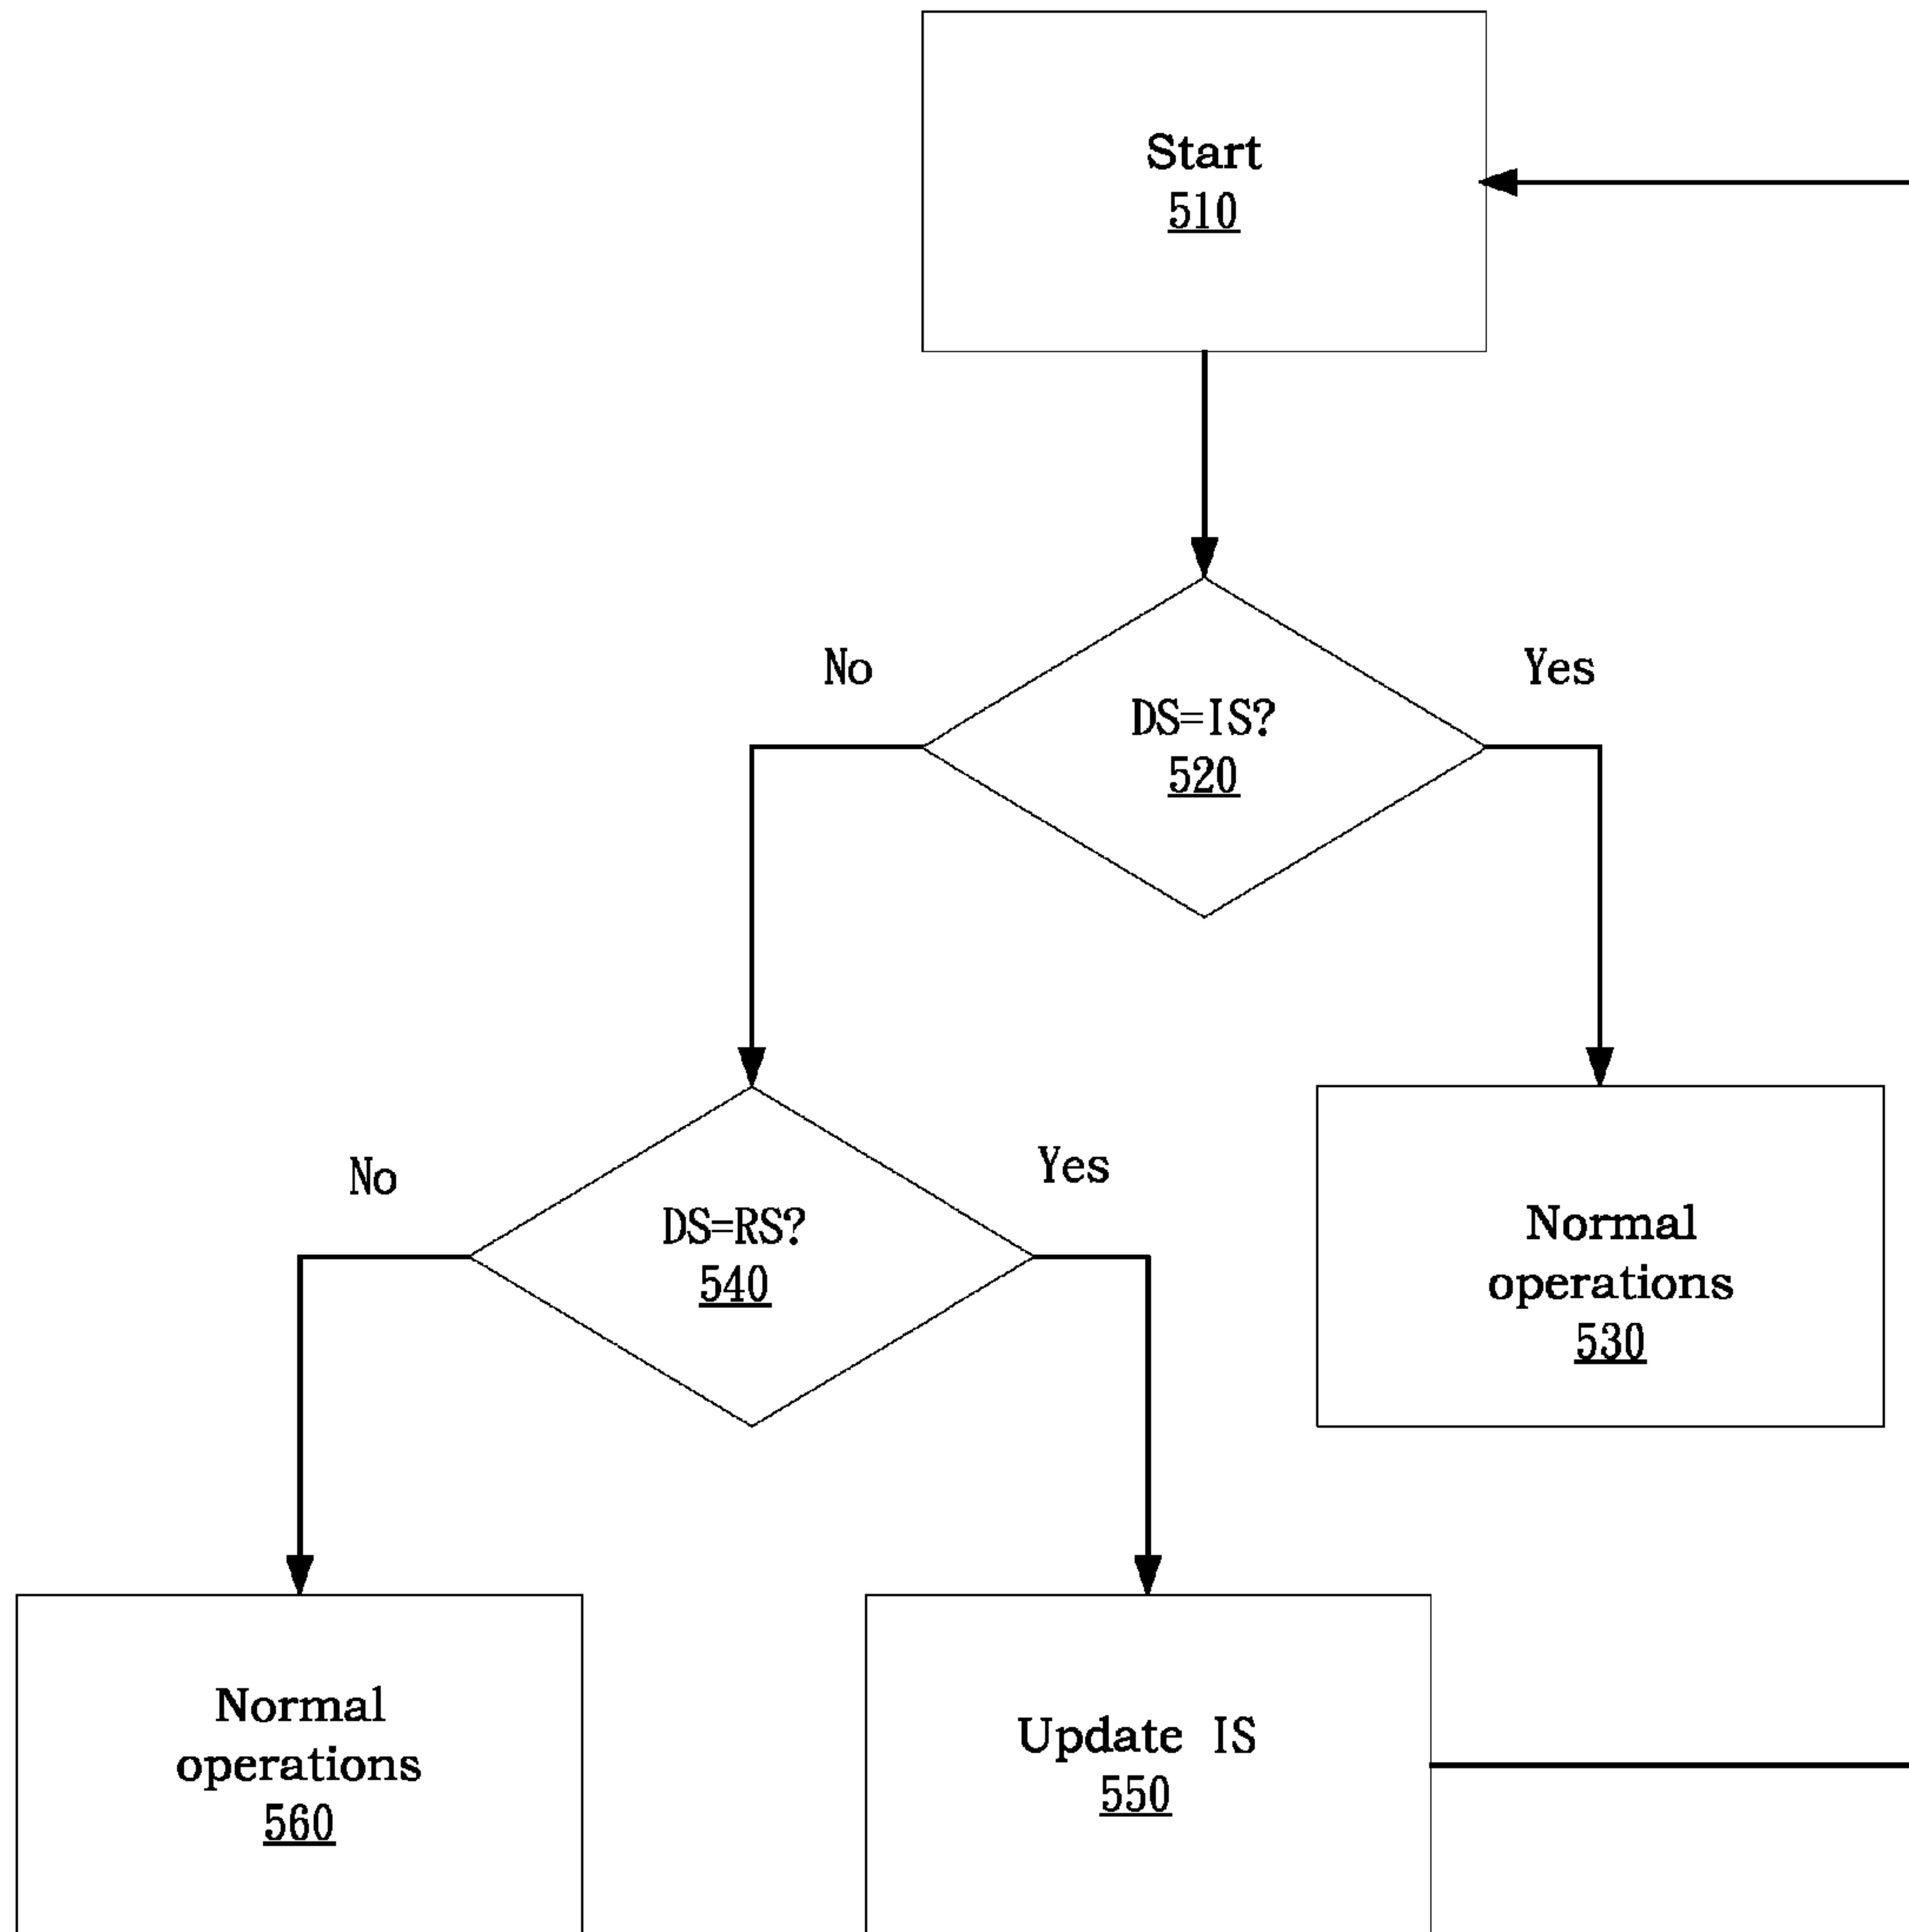 Start
510
No
Yes
DS=IS?
520
No
Yes
DS=RS?
540
Normal
operations
530
Normal
operations
560
Update IS
550